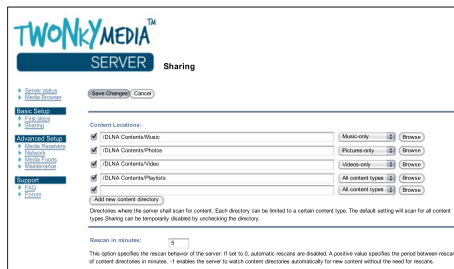 TWONKYMEDIA™
SERVER
Sharing
Server status
Media Browser
Save Changes Cancel
Basic Setup
First steps
Sharing
Content Locations:
/DLNA Contents/Music Music-only Browse
Advanced Setup
/DLNA Contents/Photos Pictures-only Browse
Media Receivers
Network
/DLNA Contents/Video Videos-only Browse
Media Feeds
Maintenance
/DLNA Contents/Playlists All content types Browse
Support
All content types Browse
FAQ
Forum
Add new content directory
Directories where the server shall scan for content. Each directory can be limited to a certain content type. The default setting will scan for all content
types.Sharing can be temporarily disabled by unchecking the directory.
Rescan in minutes: 5
This option specifies the rescan behavior of the server. If set to 0, automatic rescans are disabled. A positive value specifies the period between rescan
of content directories in minutes. -1 enables the server to watch content directories automatically for new content without the need for rescans.